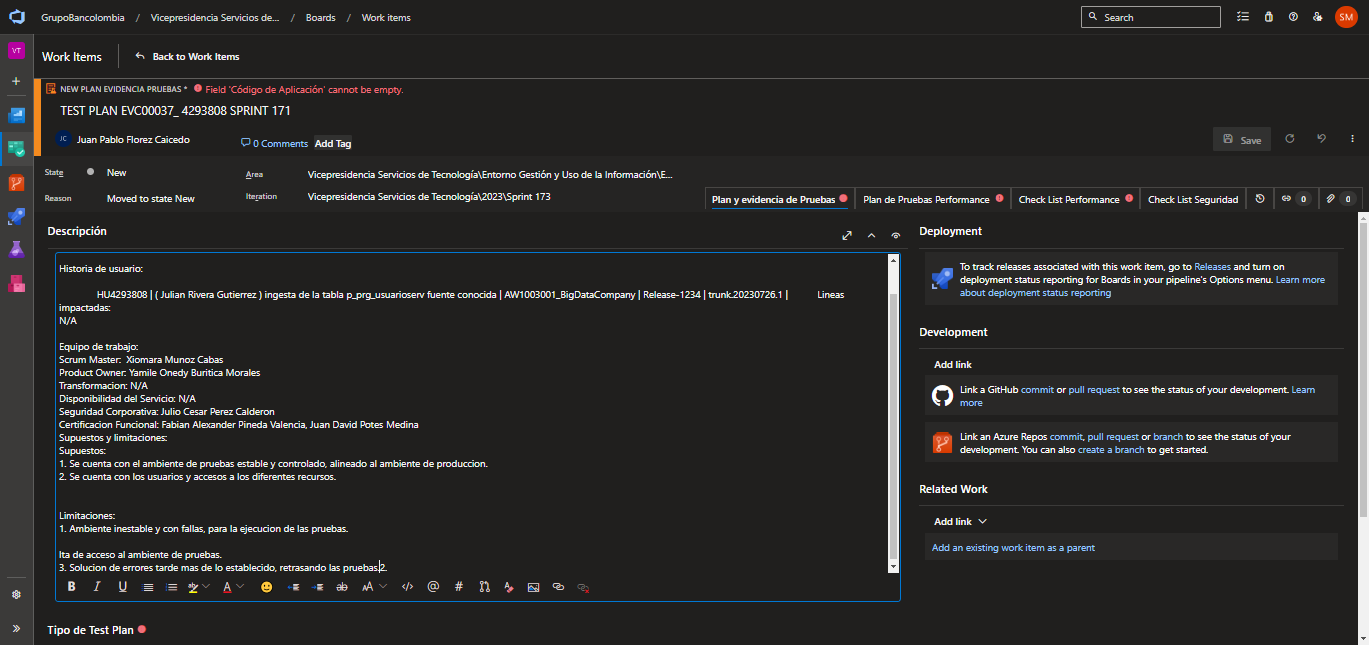 GrupoBancolombia / Vicepresidencia Servicios de... / Boards / Work items
Search
SM
VT
Work Items
Back to Work Items
NEW PLAN EVIDENCIA PRUEBAS * Field 'Código de Aplicación' cannot be empty.
TEST PLAN EVC00037_ 4293808 SPRINT 171
JC Juan Pablo Florez Caicedo
0 Comments
Add Tag
Save
State New
Area Vicepresidencia Servicios de Tecnología\Entorno Gestión y Uso de la Información\E...
Reason Moved to state New
Iteration Vicepresidencia Servicios de Tecnología\2023\Sprint 173
Plan y evidencia de Pruebas
Plan de Pruebas Performance
Check List Performance
Check List Seguridad
0
0
Descripción
Historia de usuario:
HU4293808 | ( Julian Rivera Gutierrez ) ingesta de la tabla p_prg_usuarioserv fuente conocida | AW1003001_BigDataCompany | Release-1234 | trunk.20230726.1 | Lineas
impactadas:
N/A
Equipo de trabajo:
Scrum Master: Xiomara Munoz Cabas
Product Owner: Yamile Onedy Buritica Morales
Transformacion: N/A
Disponibilidad del Servicio: N/A
Seguridad Corporativa: Julio Cesar Perez Calderon
Certificacion Funcional: Fabian Alexander Pineda Valencia, Juan David Potes Medina
Supuestos y limitaciones:
Supuestos:
1. Se cuenta con el ambiente de pruebas estable y controlado, alineado al ambiente de produccion.
2. Se cuenta con los usuarios y accesos a los diferentes recursos.
Limitaciones:
1. Ambiente inestable y con fallas, para la ejecucion de las pruebas.
lta de acceso al ambiente de pruebas.
3. Solucion de errores tarde mas de lo establecido, retrasando las pruebas.2.
Tipo de Test Plan
Deployment
To track releases associated with this work item, go to Releases and turn on
deployment status reporting for Boards in your pipeline's Options menu. Learn more
about deployment status reporting
Development
Add link
Link a GitHub commit or pull request to see the status of your development. Learn
more
Link an Azure Repos commit, pull request or branch to see the status of your
development. You can also create a branch to get started.
Related Work
Add link
Add an existing work item as a parent